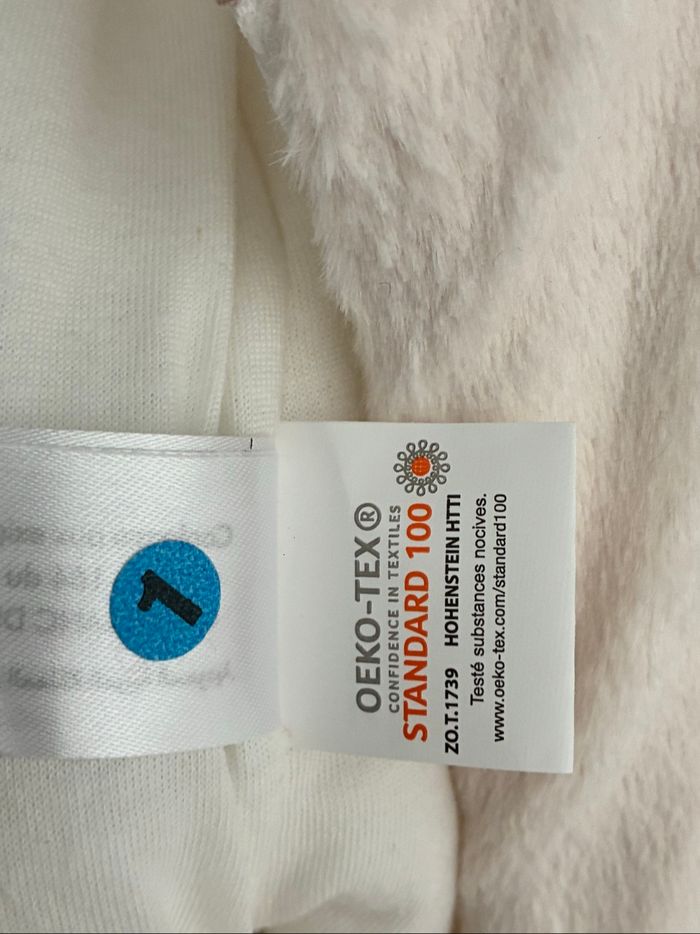 OEKO-TEX®
CONFIDENCE IN TEXTILES
STANDARD 100
ZO.T.1739 HOHENSTEIN HTTI
Testé substances nocives.
www.oeko-tex.com/standard100
1